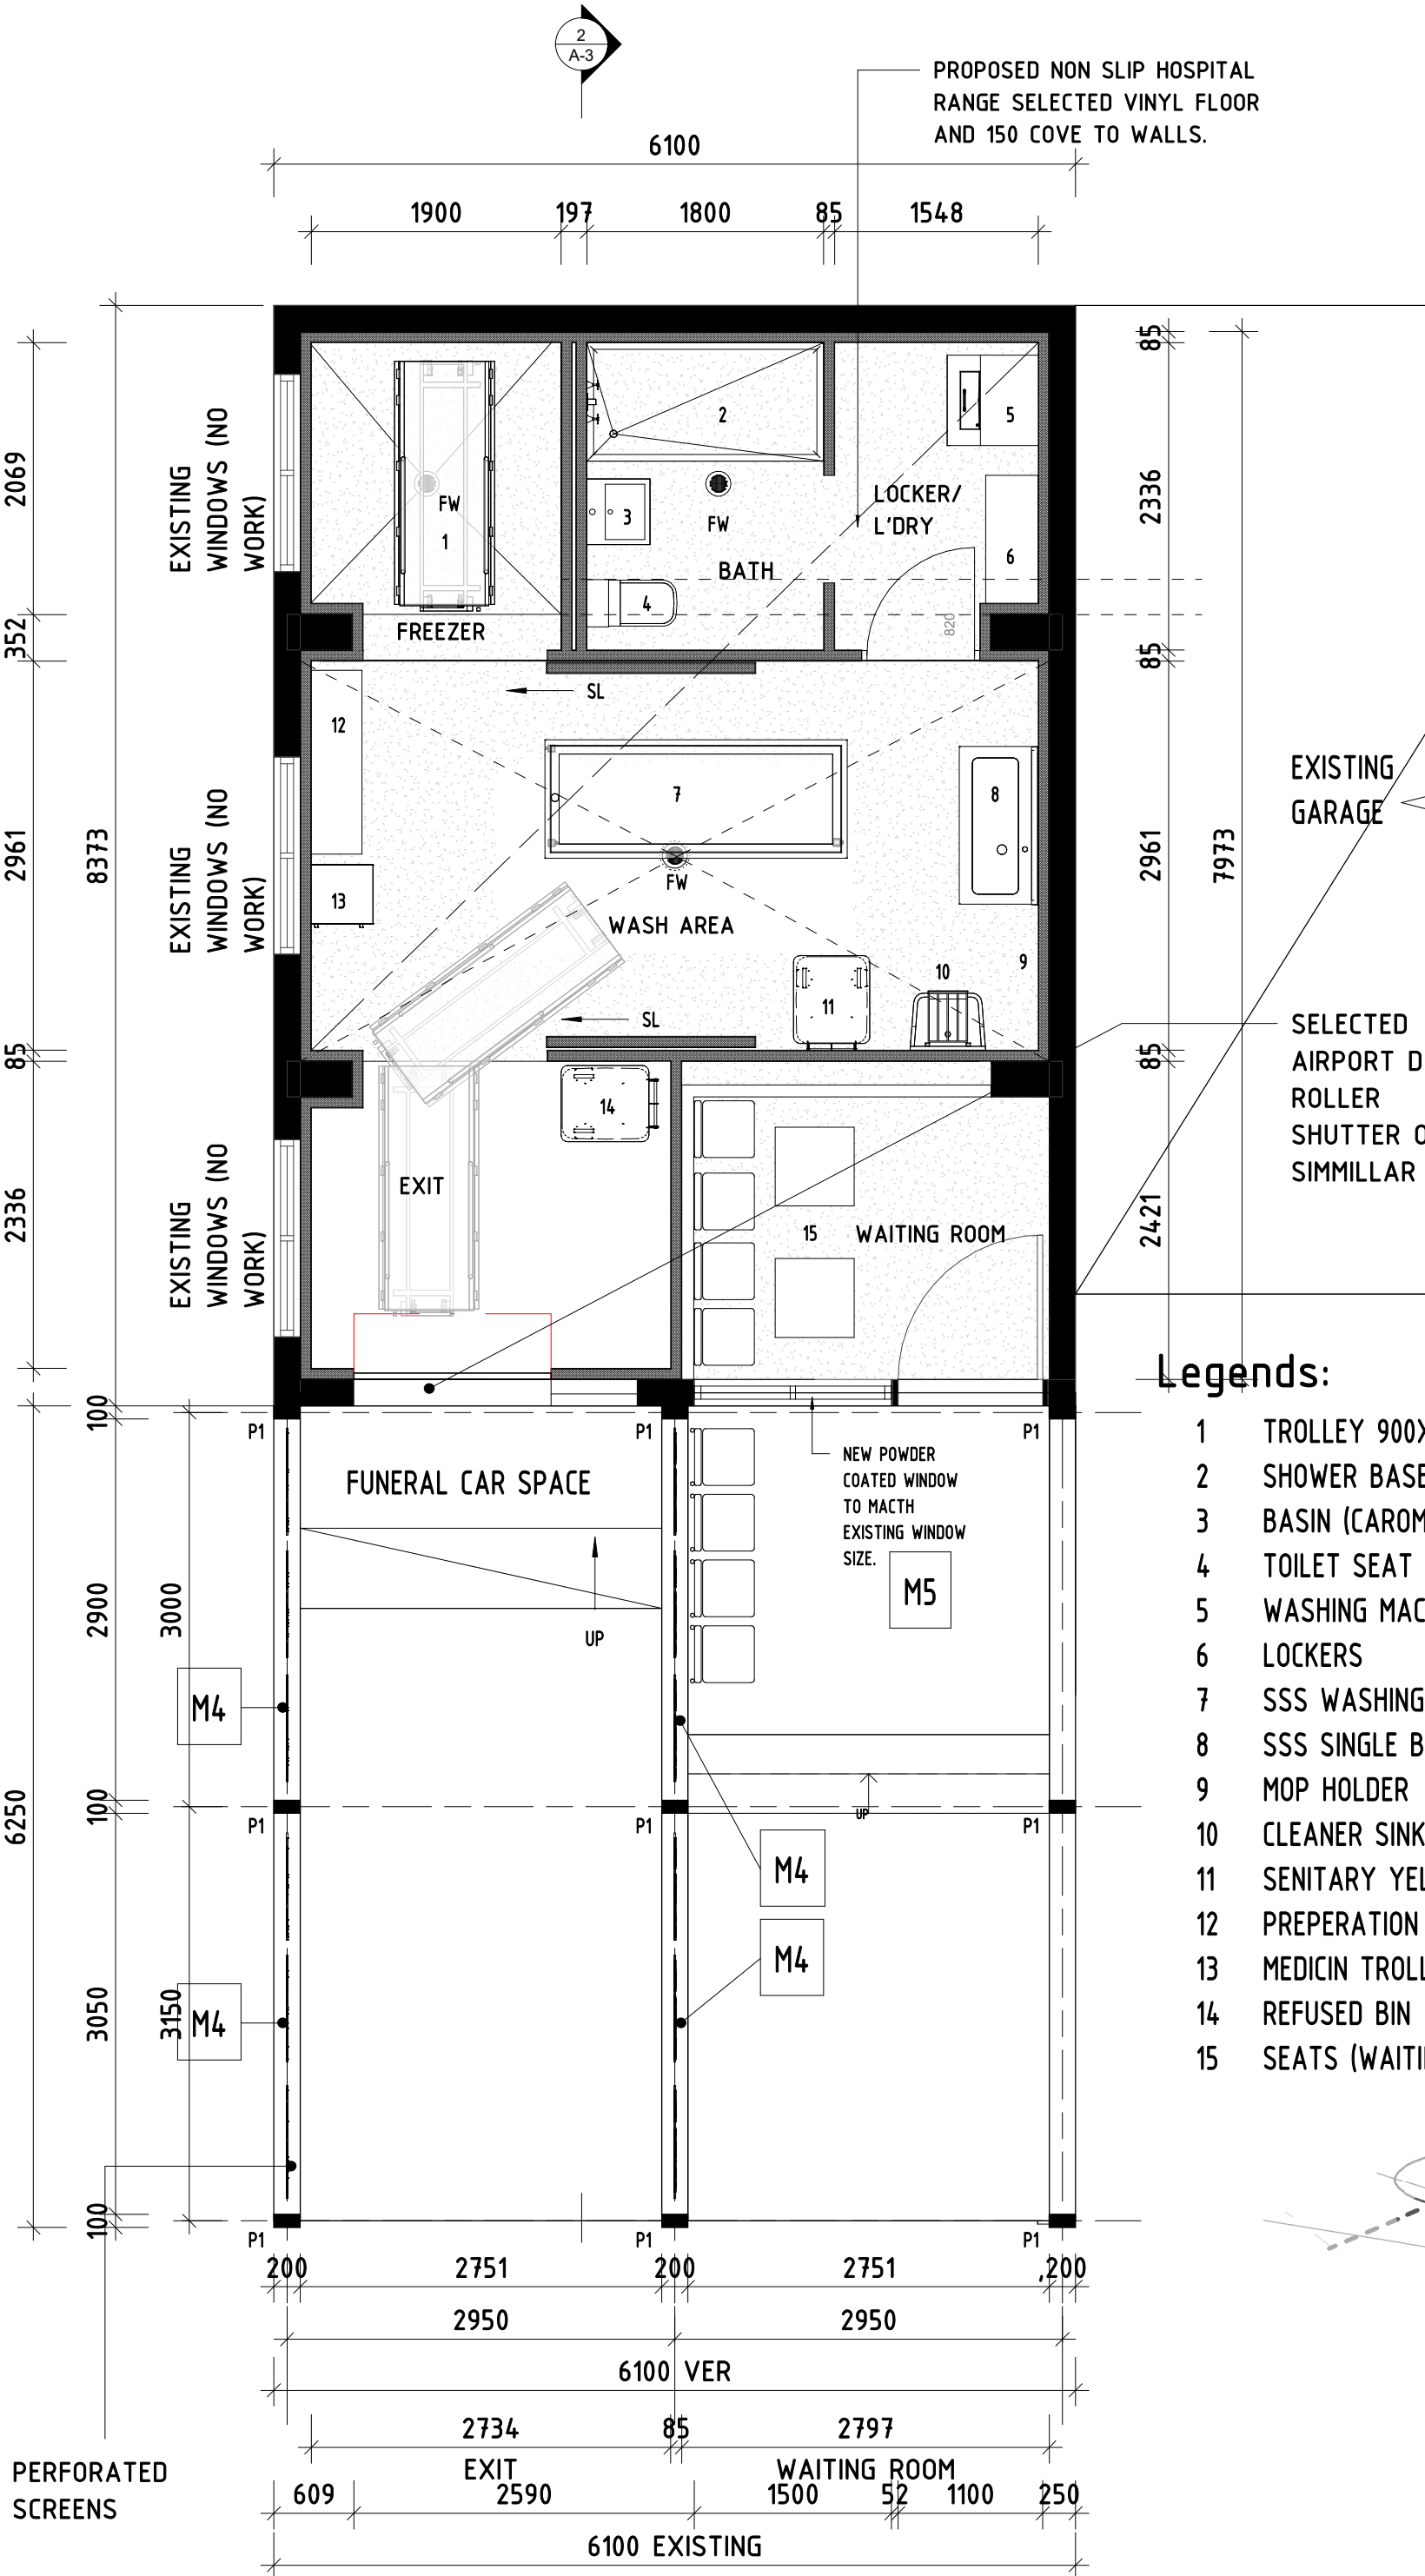 2
A-3
PROPOSED NON SLIP HOSPITAL
RANGE SELECTED VINYL FLOOR
AND 150 COVE TO WALLS.
6100
1900
197
1800
85
1548
85
2069
2336
352
85
2961
8373
2961
7973
85
85
2336
2421
EXISTING
WINDOWS (NO
WORK)
EXISTING
WINDOWS (NO
WORK)
EXISTING
WINDOWS (NO
WORK)
FW
1
FREEZER
2
3
FW
4
BATH
LOCKER/
L'DRY
5
6
820
SL
12
7
8
13
FW
WASH AREA
9
10
11
SL
14
EXIT
15
WAITING ROOM
EXISTING
GARAGE
SELECTED
AIRPORT D
ROLLER
SHUTTER O
SIMMILLAR
P1
P1
P1
FUNERAL CAR SPACE
NEW POWDER
COATED WINDOW
TO MACTH
EXISTING WINDOW
SIZE.
M5
UP
M4
P1
P1
P1
UP
M4
M4
M4
100
2900
3000
100
6250
3050
3150
100
P1
P1
P1
Legends:
1 TROLLEY 900X
2 SHOWER BASE
3 BASIN (CAROM
4 TOILET SEAT
5 WASHING MAC
6 LOCKERS
7 SSS WASHING
8 SSS SINGLE B
9 MOP HOLDER
10 CLEANER SINK
11 SENITARY YEL
12 PREPERATION
13 MEDICIN TROLL
14 REFUSED BIN
15 SEATS (WAITI
200
2751
200
2751
,200
2950
2950
6100 VER
2734
85
2797
EXIT
WAITING ROOM
609
2590
1500
52
1100
250
6100 EXISTING
PERFORATED
SCREENS